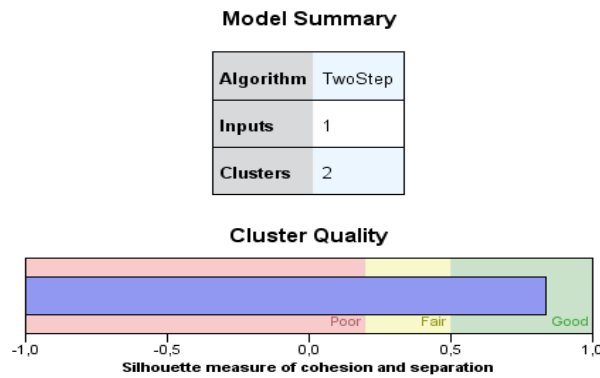 Model Summary
Algorithm TwoStep
Inputs 1
Clusters 2
Cluster Quality
Poor Fair Good
-1,0 -0,5 0,0 0,5 1,0
Silhouette measure of cohesion and separation